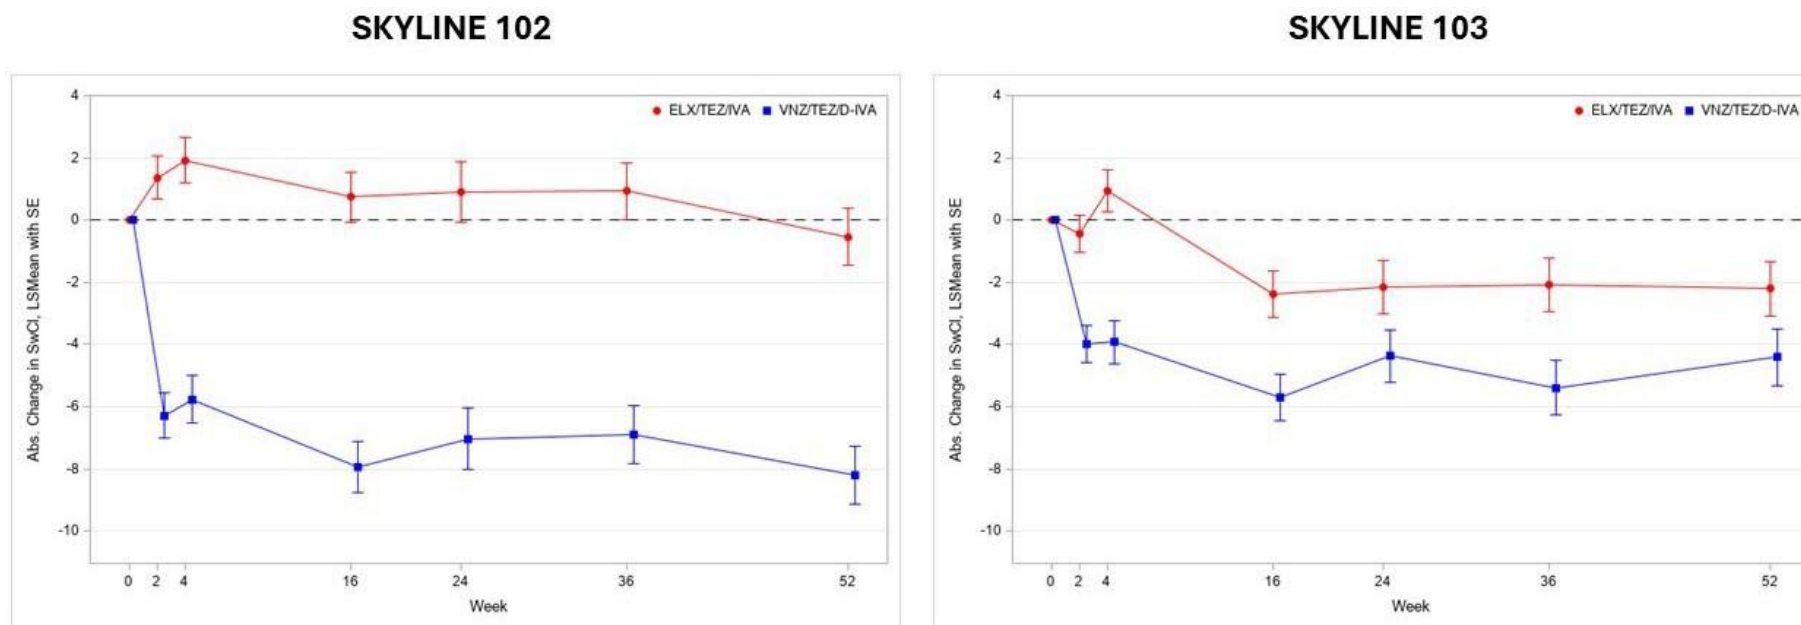 SKYLINE 102
SKYLINE 103
Abs. Change in SwCl, LSMean with SE
4
2
0
-2
-4
-6
-8
-10
ELX/TEZ/IVA VNZ/TEZ/D-IVA
0 2 4 16 24 36 52
Week
Abs. Change in SwCl, LSMean with SE
4
2
0
-2
-4
-6
-8
-10
ELX/TEZ/IVA VNZ/TEZ/D-IVA
0 2 4 16 24 36 52
Week